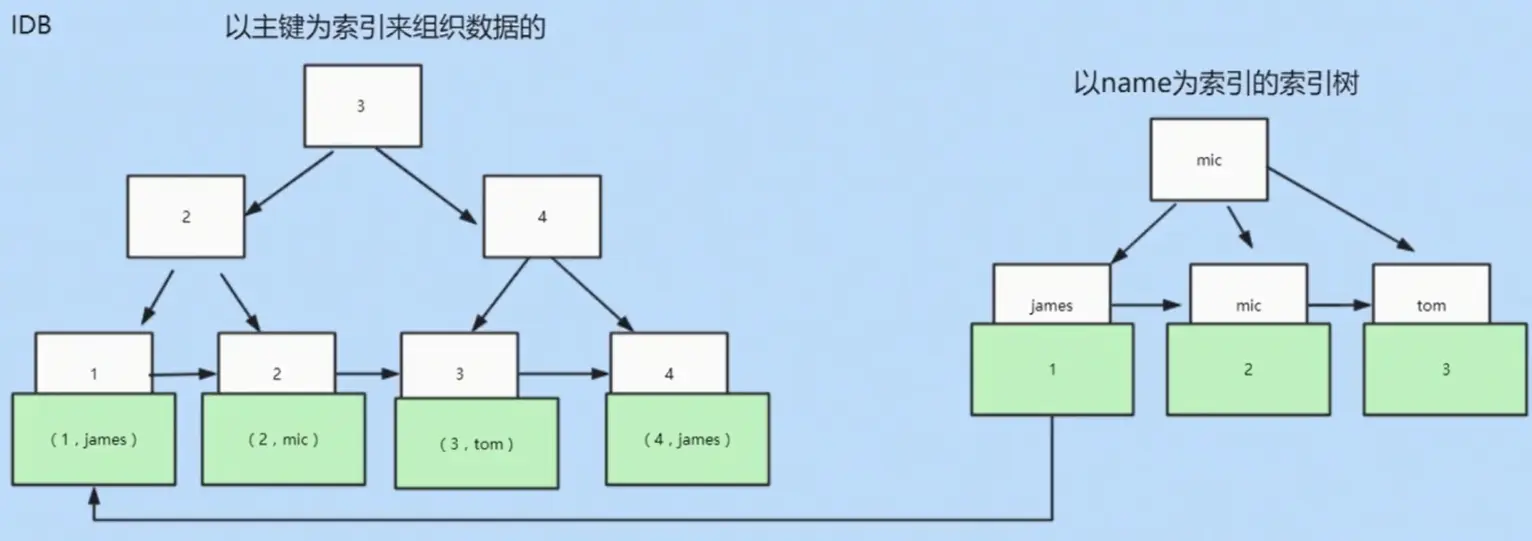 IDB
以主键为索引来组织数据的
3
2
4
1
2
3
4
(1,james)
(2,mic)
(3,tom)
(4,james)
以name为索引的索引树
mic
james
mic
tom
1
2
3